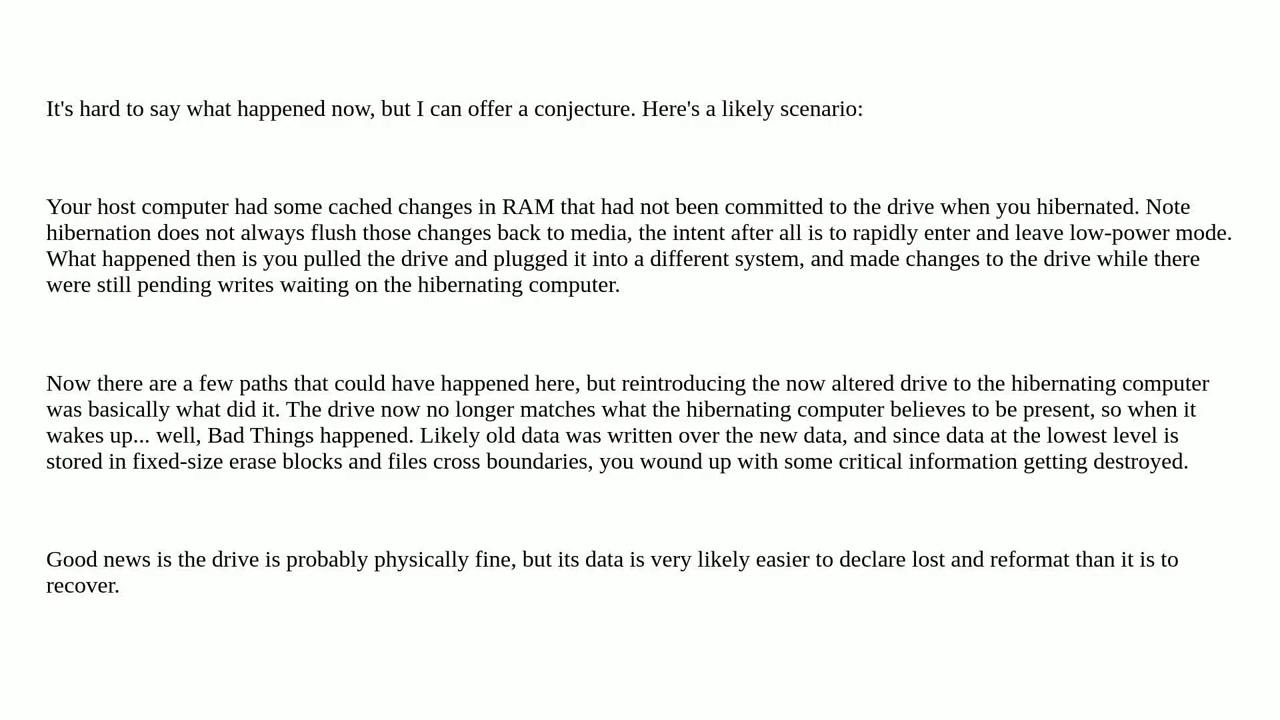 It's hard to say what happened now, but I can offer a conjecture. Here's a likely scenario:
Your host computer had some cached changes in RAM that had not been committed to the drive when you hibernated. Note
hibernation does not always flush those changes back to media, the intent after all is to rapidly enter and leave low-power mode.
What happened then is you pulled the drive and plugged it into a different system, and made changes to the drive while there
were still pending writes waiting on the hibernating computer.
Now there are a few paths that could have happened here, but reintroducing the now altered drive to the hibernating computer
was basically what did it. The drive now no longer matches what the hibernating computer believes to be present, so when it
wakes up... well, Bad Things happened. Likely old data was written over the new data, and since data at the lowest level is
stored in fixed-size erase blocks and files cross boundaries, you wound up with some critical information getting destroyed.
Good news is the drive is probably physically fine, but its data is very likely easier to declare lost and reformat than it is to
recover.